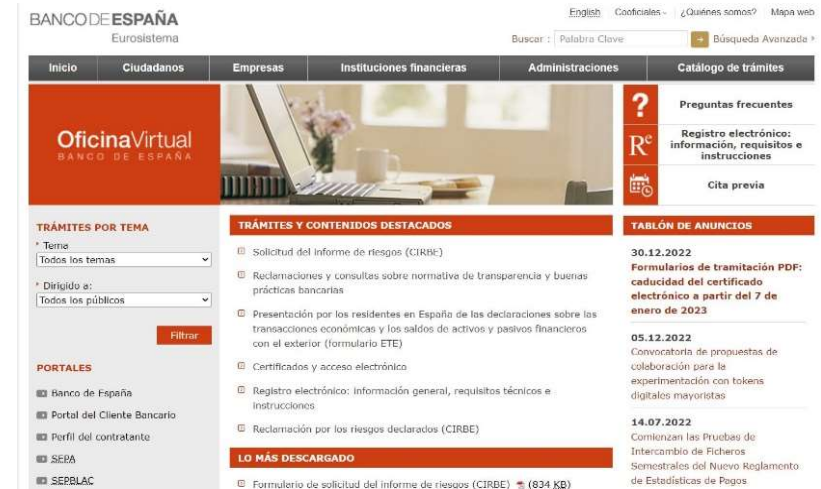 BANCODEESPAÑA
Eurosistema
English Cooficiales ¿Quiénes somos? Mapa web
Buscar : Palabra Clave Búsqueda Avanzada
Inicio Ciudadanos Empresas Instituciones financieras Administraciones Catálogo de trámites
OficinaVirtual
BANCO DE ESPAÑA
? Preguntas frecuentes
Re Registro electrónico:
información, requisitos e
instrucciones
Cita previa
TRÁMITES POR TEMA
* Tema
Todos los temas
* Dirigido a:
Todos los públicos
Filtrar
PORTALES
Banco de España
Portal del Cliente Bancario
Perfil del contratante
SEPA
SEPBLAC
TRÁMITES Y CONTENIDOS DESTACADOS
Solicitud del informe de riesgos (CIRBE)
Reclamaciones y consultas sobre normativa de transparencia y buenas
prácticas bancarias
Presentación por los residentes en España de las declaraciones sobre las
transacciones económicas y los saldos de activos y pasivos financieros
con el exterior (formulario ETE)
Certificados y acceso electrónico
Registro electrónico: información general, requisitos técnicos e
instrucciones
Reclamación por los riesgos declarados (CIRBE)
LO MÁS DESCARGADO
Formulario de solicitud del informe de riesgos (CIRBE) (834 KB)
TABLÓN DE ANUNCIOS
30.12.2022
Formularios de tramitación PDF:
caducidad del certificado
electrónico a partir del 7 de
enero de 2023
05.12.2022
Convocatoria de propuestas de
colaboración para la
experimentación con tokens
digitales mayoristas
14.07.2022
Comienzan las Pruebas de
Intercambio de Ficheros
Semestrales del Nuevo Reglamento
de Estadísticas de Pagos